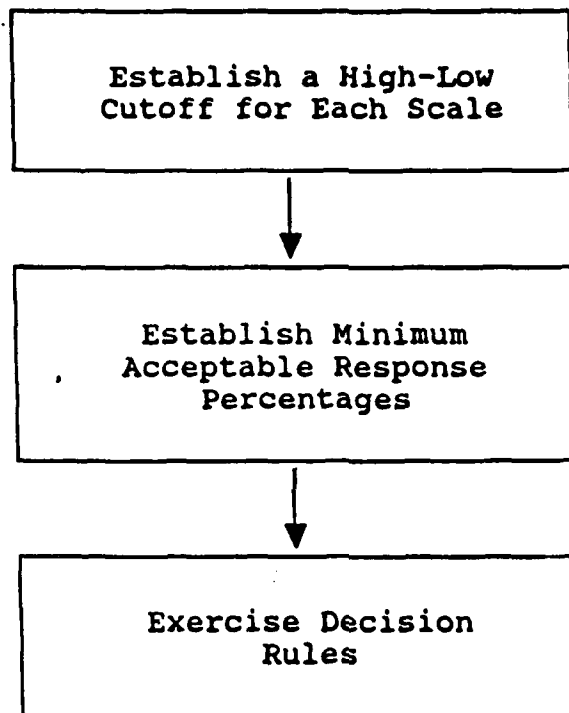 Establish a High-Low
Cutoff for Each Scale
Establish Minimum
Acceptable Response
Percentages
Exercise Decision
Rules